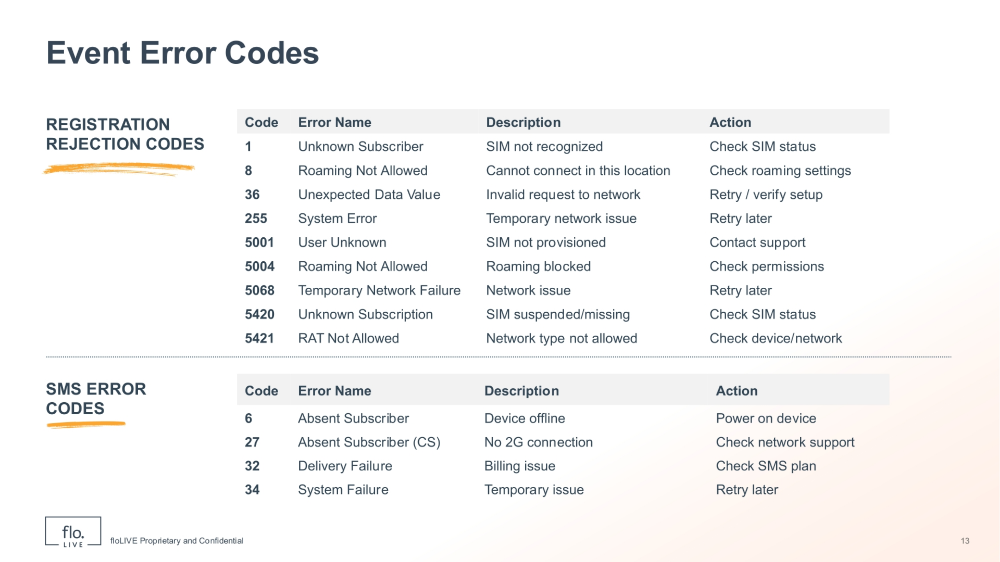 Event Error Codes
REGISTRATION
REJECTION CODES
Code Error Name Description Action
1 Unknown Subscriber SIM not recognized Check SIM status
8 Roaming Not Allowed Cannot connect in this location Check roaming settings
36 Unexpected Data Value Invalid request to network Retry / verify setup
255 System Error Temporary network issue Retry later
5001 User Unknown SIM not provisioned Contact support
5004 Roaming Not Allowed Roaming blocked Check permissions
5068 Temporary Network Failure Network issue Retry later
5420 Unknown Subscription SIM suspended/missing Check SIM status
5421 RAT Not Allowed Network type not allowed Check device/network
SMS ERROR
CODES
Code Error Name Description Action
6 Absent Subscriber Device offline Power on device
27 Absent Subscriber (CS) No 2G connection Check network support
32 Delivery Failure Billing issue Check SMS plan
34 System Failure Temporary issue Retry later
flo.
LIVE
floLIVE Proprietary and Confidential
13